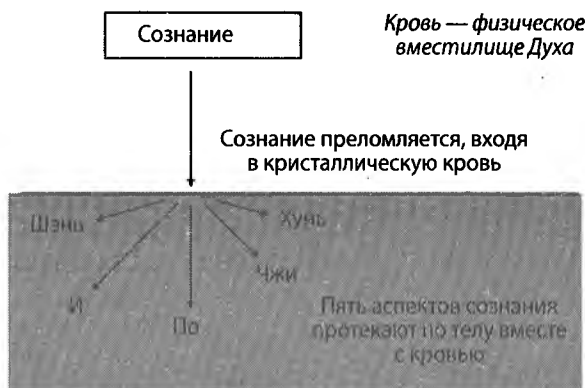 Сознание
Кровь — физическое
вместилище Духа
Сознание преломляется, входя
в кристаллическую кровь
Шэнь
Хунь
Чжи
И
По
Пять аспектов сознания
протекают по телу вместе
с кровью